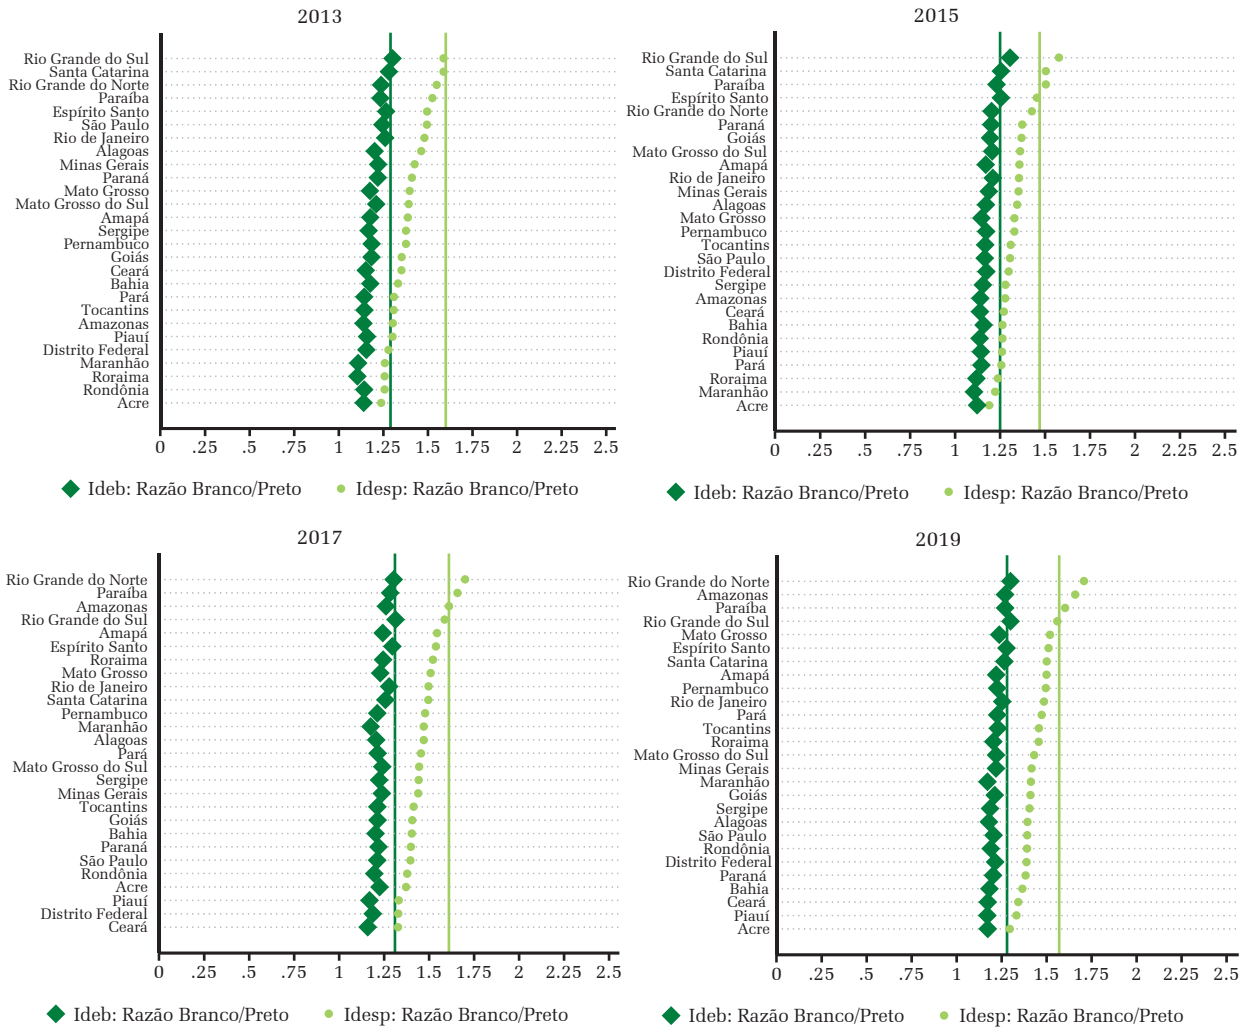 2013
Rio Grande do Sul
Santa Catarina
Rio Grande do Norte
Paraíba
Espírito Santo
São Paulo
Rio de Janeiro
Alagoas
Minas Gerais
Paraná
Mato Grosso
Mato Grosso do Sul
Amapá
Sergipe
Pernambuco
Goiás
Ceará
Bahia
Pará
Tocantins
Amazonas
Piauí
Distrito Federal
Maranhão
Roraima
Rondônia
Acre
0 .25 .5 .75 1 1.25 1.5 1.75 2 2.25 2.5
Ideb: Razão Branco/Preto Idesp: Razão Branco/Preto
2015
Rio Grande do Sul
Santa Catarina
Paraíba
Espírito Santo
Rio Grande do Norte
Paraná
Goiás
Mato Grosso do Sul
Amapá
Rio de Janeiro
Minas Gerais
Alagoas
Mato Grosso
Pernambuco
Tocantins
São Paulo
Distrito Federal
Sergipe
Amazonas
Ceará
Bahia
Rondônia
Piauí
Pará
Roraima
Maranhão
Acre
0 .25 .5 .75 1 1.25 1.5 1.75 2 2.25 2.5
Ideb: Razão Branco/Preto Idesp: Razão Branco/Preto
2017
Rio Grande do Norte
Paraíba
Amazonas
Rio Grande do Sul
Amapá
Espírito Santo
Roraima
Mato Grosso
Rio de Janeiro
Santa Catarina
Pernambuco
Maranhão
Alagoas
Pará
Mato Grosso do Sul
Sergipe
Minas Gerais
Tocantins
Goiás
Bahia
Paraná
São Paulo
Rondônia
Acre
Piauí
Distrito Federal
Ceará
0 .25 .5 .75 1 1.25 1.5 1.75 2 2.25 2.5
Ideb: Razão Branco/Preto Idesp: Razão Branco/Preto
2019
Rio Grande do Norte
Amazonas
Paraíba
Rio Grande do Sul
Mato Grosso
Espírito Santo
Santa Catarina
Amapá
Pernambuco
Rio de Janeiro
Pará
Tocantins
Roraima
Mato Grosso do Sul
Minas Gerais
Maranhão
Goiás
Sergipe
Alagoas
São Paulo
Rondônia
Distrito Federal
Paraná
Bahia
Ceará
Piauí
Acre
0 .25 .5 .75 1 1.25 1.5 1.75 2 2.25 2.5
Ideb: Razão Branco/Preto Idesp: Razão Branco/Preto